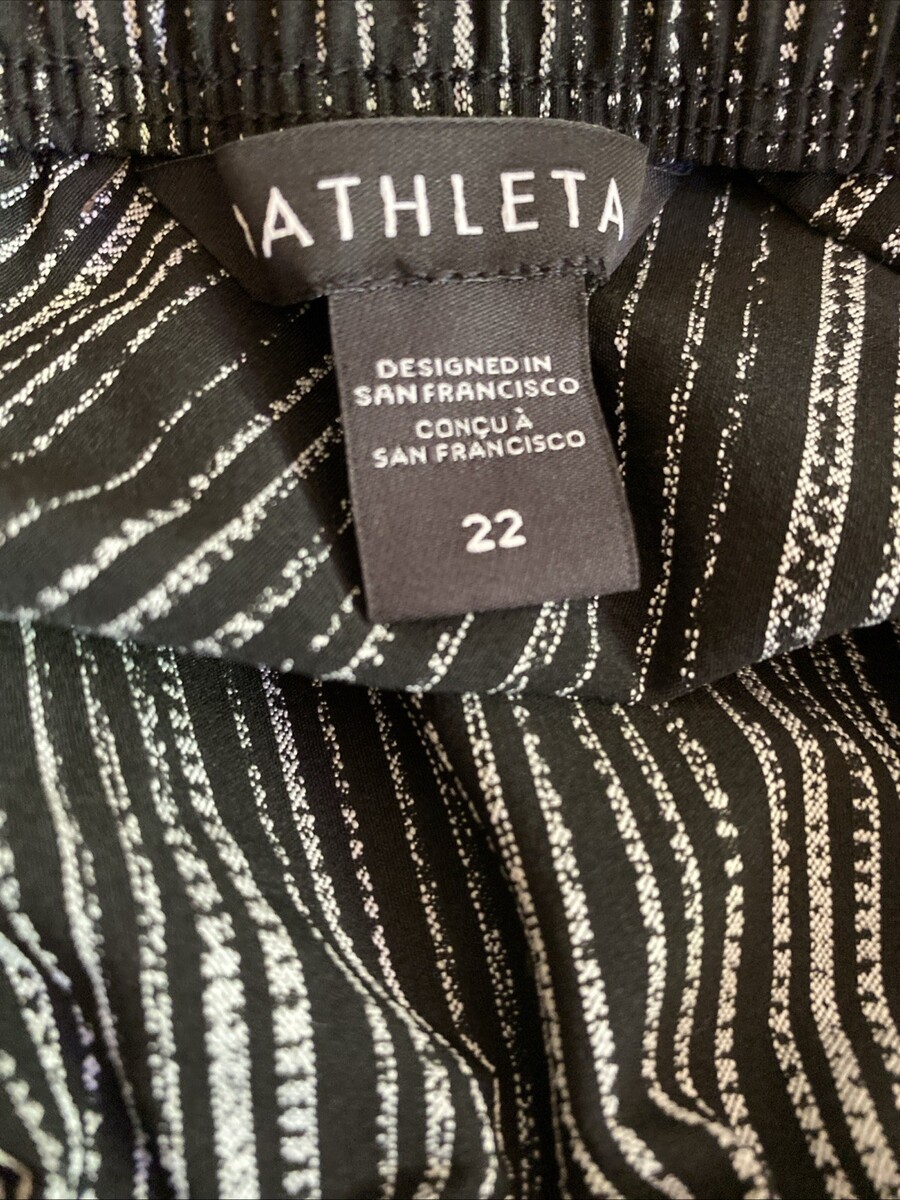 ATHLETA
DESIGNED IN
SAN FRANCISCO
CONÇU À
SAN FRANCISCO
22